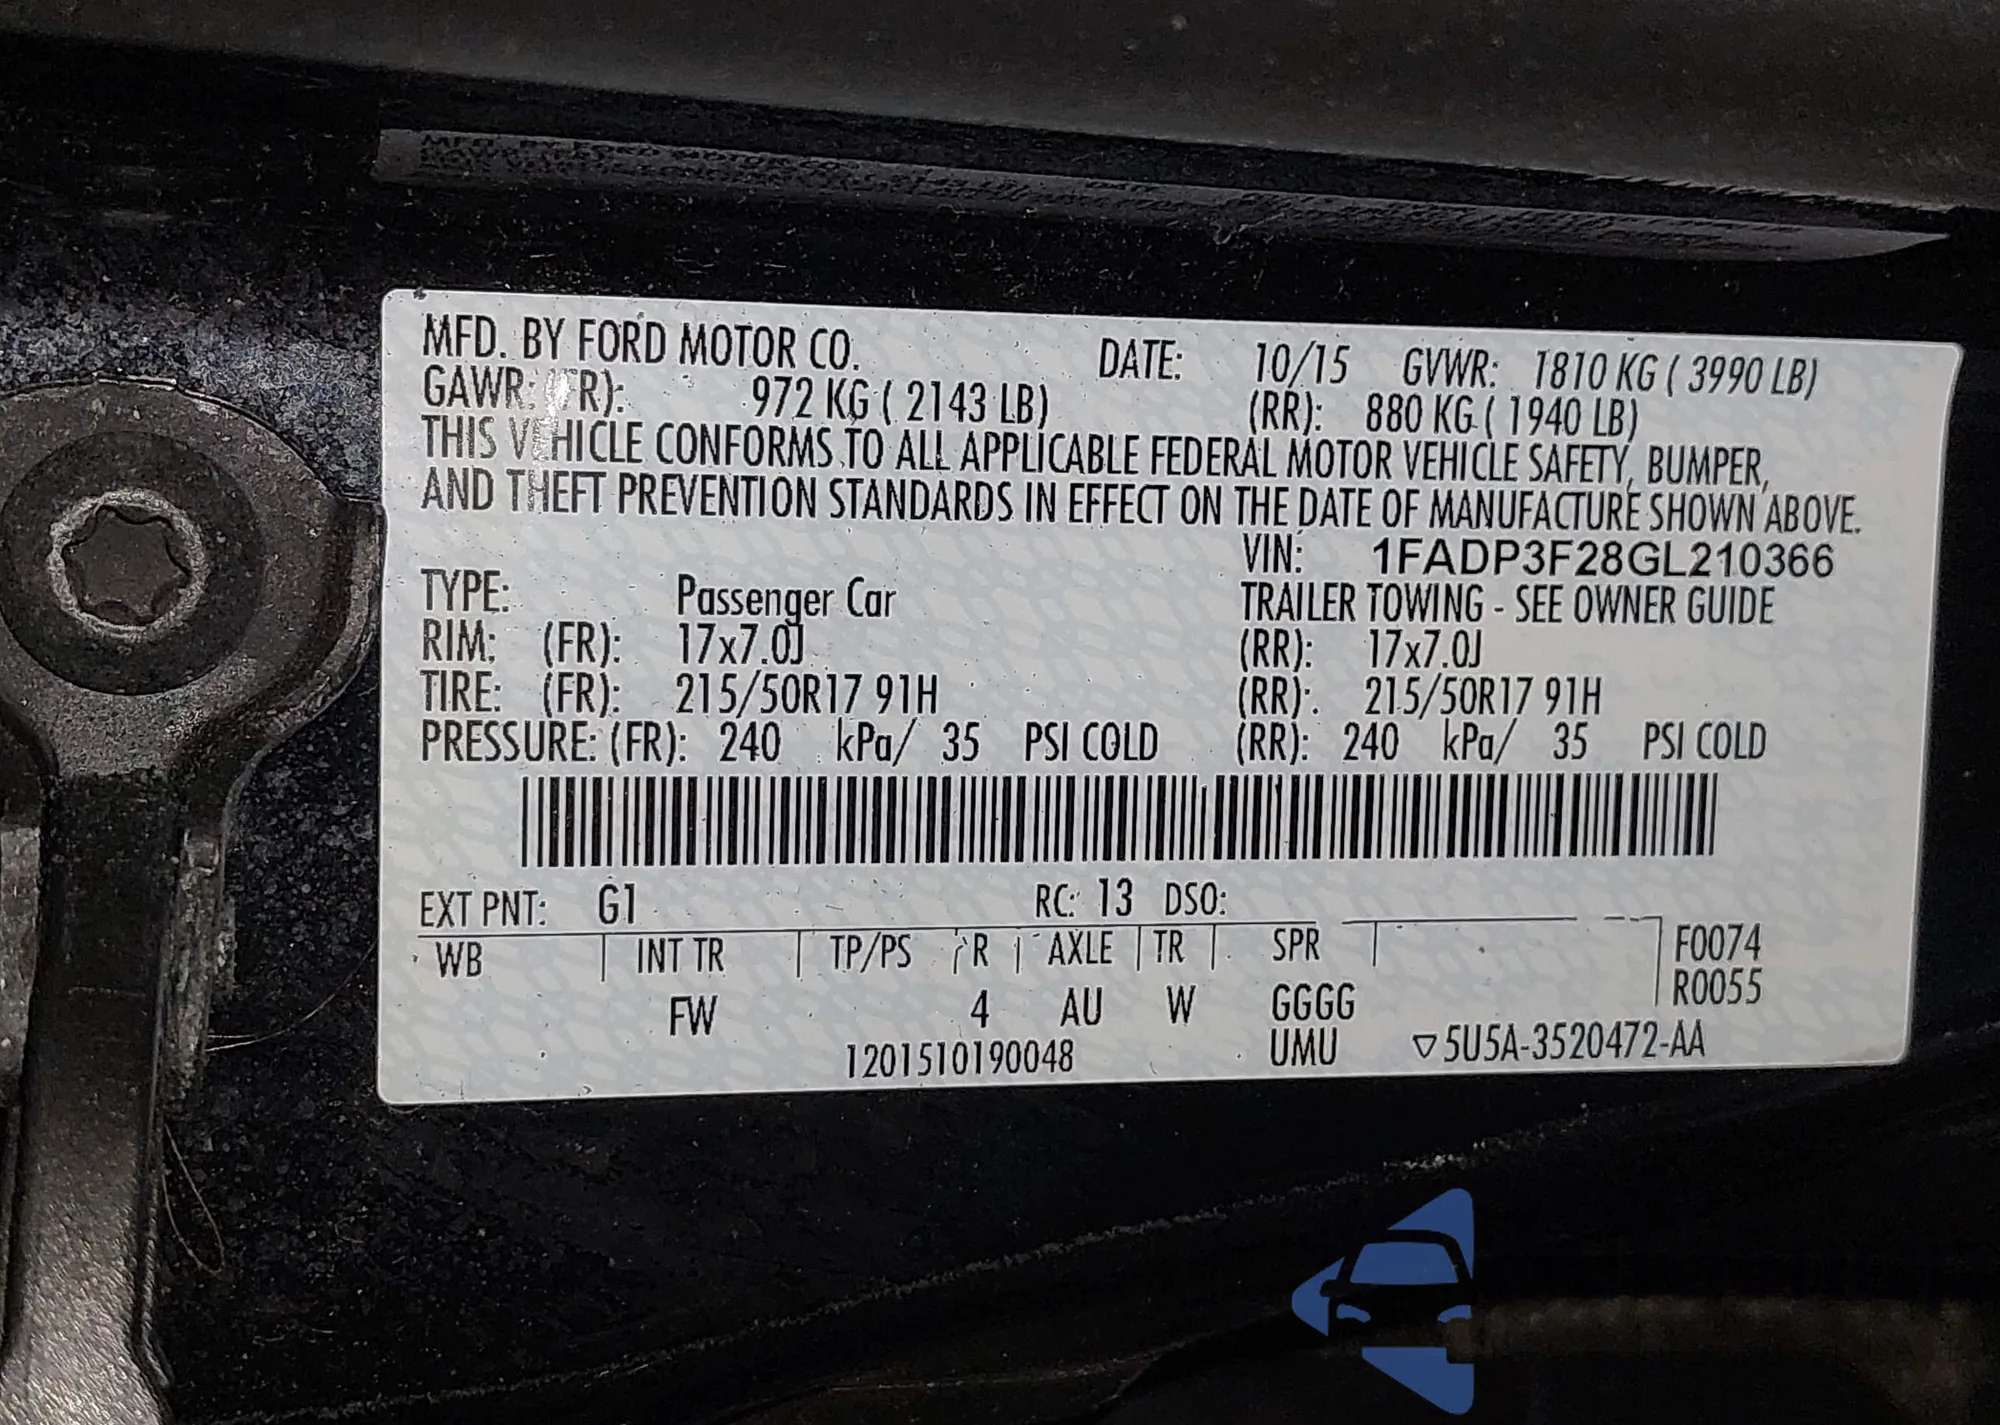 MFD. BY FORD MOTOR CO. DATE: 10/15 GVWR: 1810 KG ( 3990 LB)
GAWR: (FR): 972 KG ( 2143 LB) (RR): 880 KG ( 1940 LB)
THIS VEHICLE CONFORMS TO ALL APPLICABLE FEDERAL MOTOR VEHICLE SAFETY, BUMPER,
AND THEFT PREVENTION STANDARDS IN EFFECT ON THE DATE OF MANUFACTURE SHOWN ABOVE.
VIN: 1FADP3F28GL210366
TYPE: Passenger Car TRAILER TOWING - SEE OWNER GUIDE
RIM: (FR): 17x7.0J (RR): 17x7.0J
TIRE: (FR): 215/50R17 91H (RR): 215/50R17 91H
PRESSURE: (FR): 240 kPa/ 35 PSI COLD (RR): 240 kPa/ 35 PSI COLD
EXT PNT: G1 RC: 13 DSO:
WB INT TR TP/PS R AXLE TR SPR F0074
R0055
FW 4 AU W GGGG
1201510190048 UMU ▽5U5A-3520472-AA